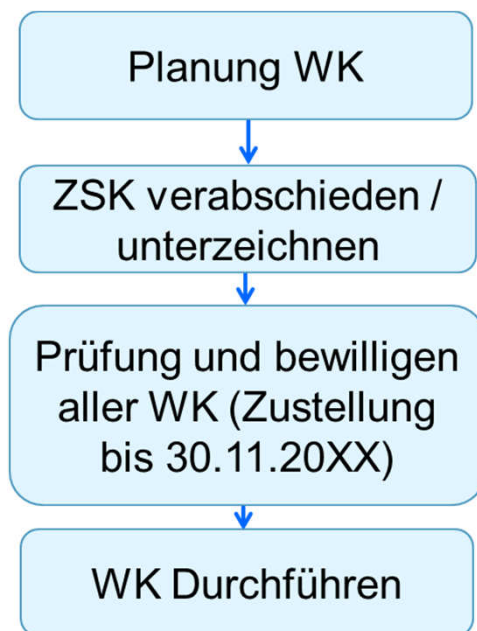 Planung WK
ZSK verabschieden /
unterzeichnen
Prüfung und bewilligen
aller WK (Zustellung
bis 30.11.20XX)
WK Durchführen